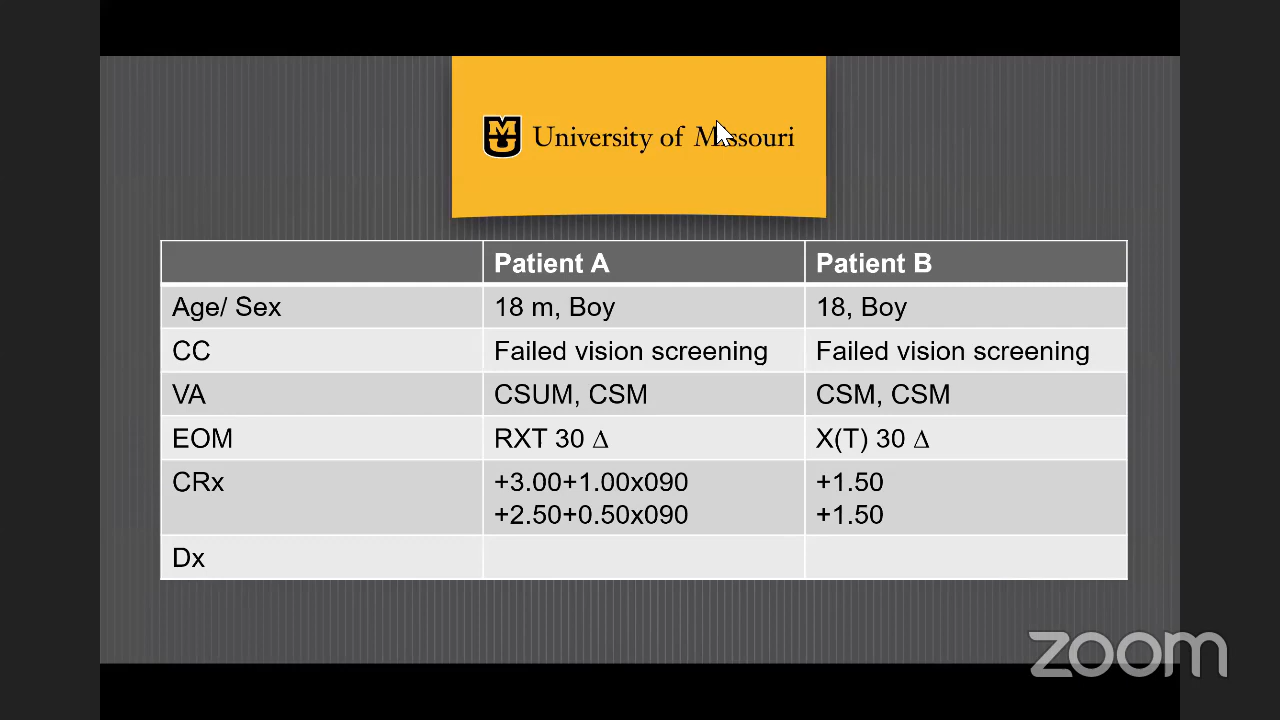 MU University of Missouri
Patient A Patient B
Age/ Sex 18 m, Boy 18, Boy
CC Failed vision screening Failed vision screening
VA CSUM, CSM CSM, CSM
EOM RXT 30 Δ X(T) 30 Δ
CRx +3.00+1.00x090 +1.50
+2.50+0.50x090 +1.50
Dx
zoom